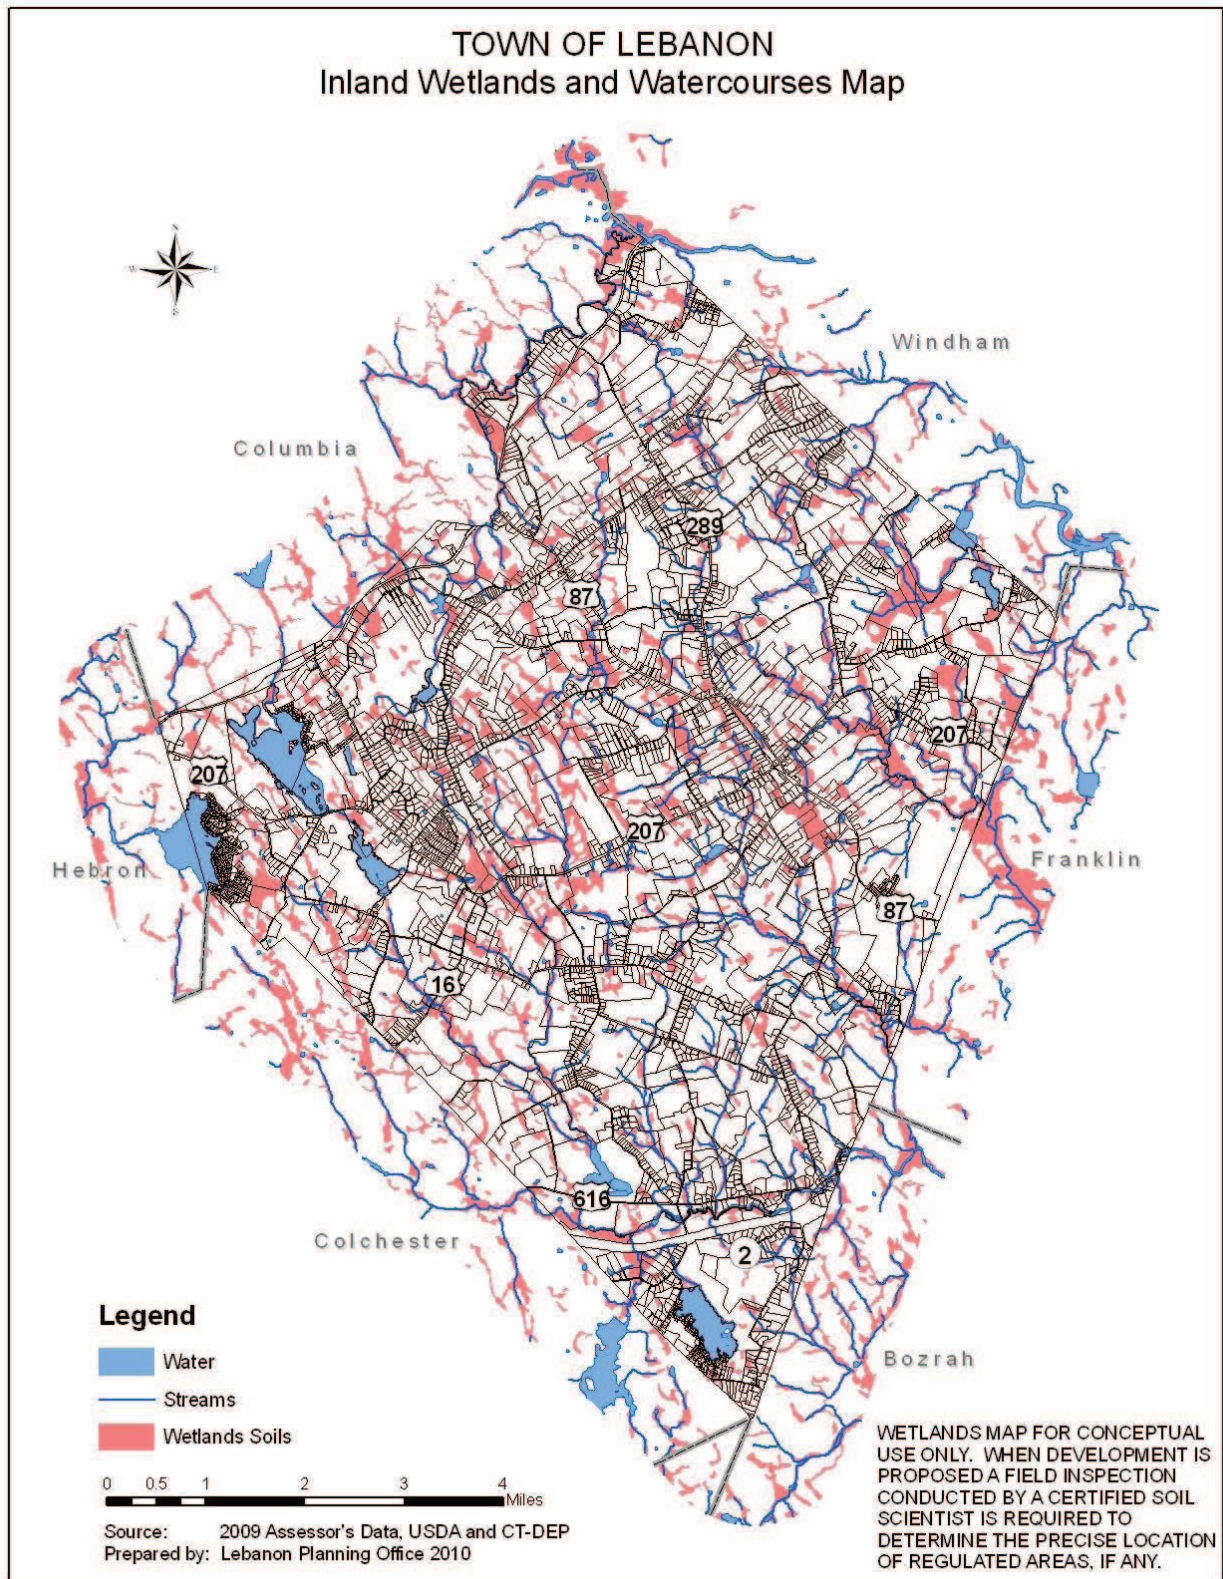 TOWN OF LEBANON
Inland Wetlands and Watercourses Map
N
W E
S
Windham
Columbia
289
87
207
207
207
Hebron
Franklin
87
16
616
Colchester
2
Bozrah
Legend
Water
Streams
Wetlands Soils
0 0.5 1 2 3 4
Miles
Source: 2009 Assessor's Data, USDA and CT-DEP
Prepared by: Lebanon Planning Office 2010
WETLANDS MAP FOR CONCEPTUAL
USE ONLY. WHEN DEVELOPMENT IS
PROPOSED A FIELD INSPECTION
CONDUCTED BY A CERTIFIED SOIL
SCIENTIST IS REQUIRED TO
DETERMINE THE PRECISE LOCATION
OF REGULATED AREAS, IF ANY.